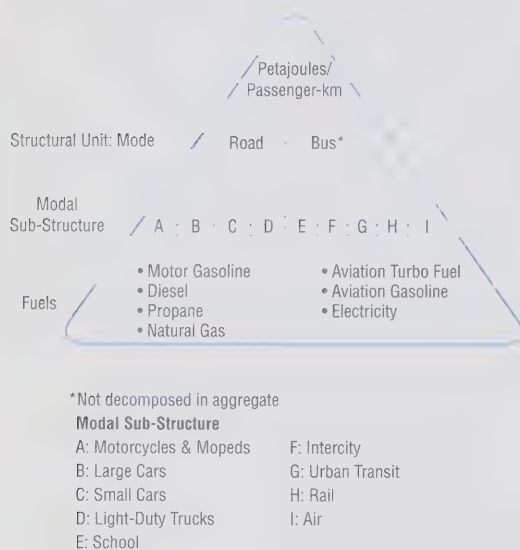 Petajoules/
Passenger-km
Structural Unit: Mode Road · Bus*
Modal
Sub-Structure A · B · C · D · E · F · G · H · I
Fuels
• Motor Gasoline
• Diesel
• Propane
• Natural Gas
• Aviation Turbo Fuel
• Aviation Gasoline
• Electricity
*Not decomposed in aggregate
Modal Sub-Structure
A: Motorcycles & Mopeds
B: Large Cars
C: Small Cars
D: Light-Duty Trucks
E: School
F: Intercity
G: Urban Transit
H: Rail
I: Air